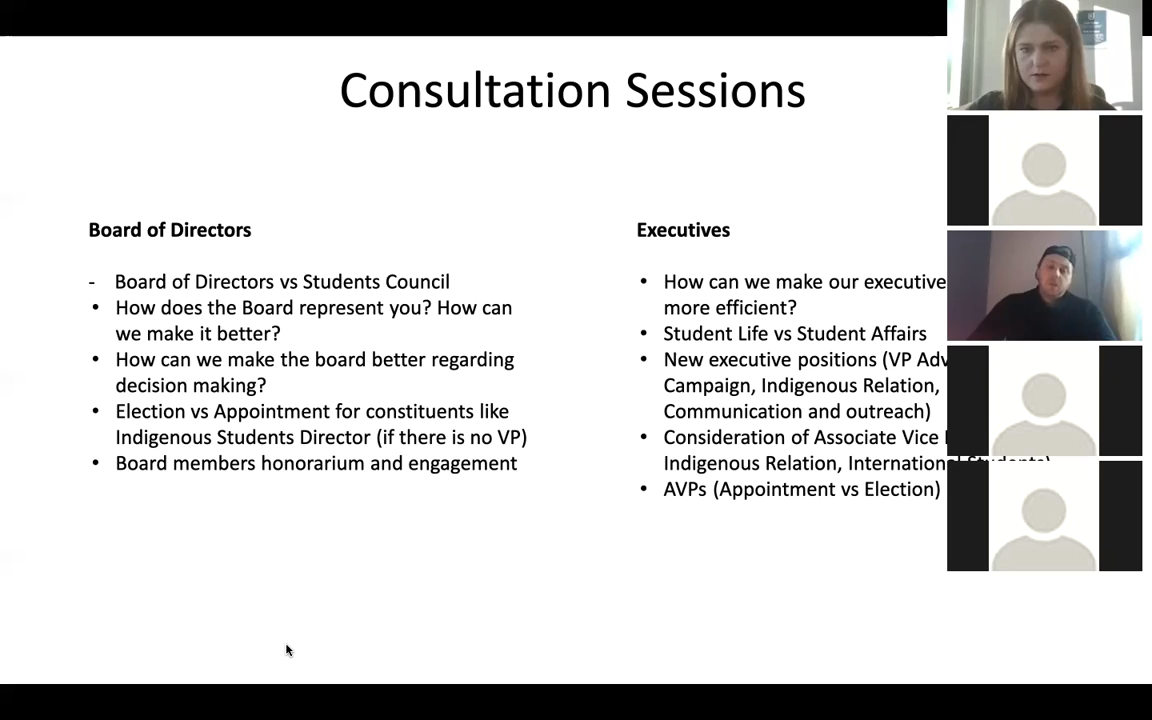 Consultation Sessions
Board of Directors
- Board of Directors vs Students Council
• How does the Board represent you? How can
we make it better?
• How can we make the board better regarding
decision making?
• Election vs Appointment for constituents like
Indigenous Students Director (if there is no VP)
• Board members honorarium and engagement
Executives
• How can we make our executive
more efficient?
• Student Life vs Student Affairs
• New executive positions (VP
Campaign, Indigenous Relation,
Communication and outreach)
• Consideration of Associate Vice
Indigenous Relation, International Students)
• AVPs (Appointment vs Election)